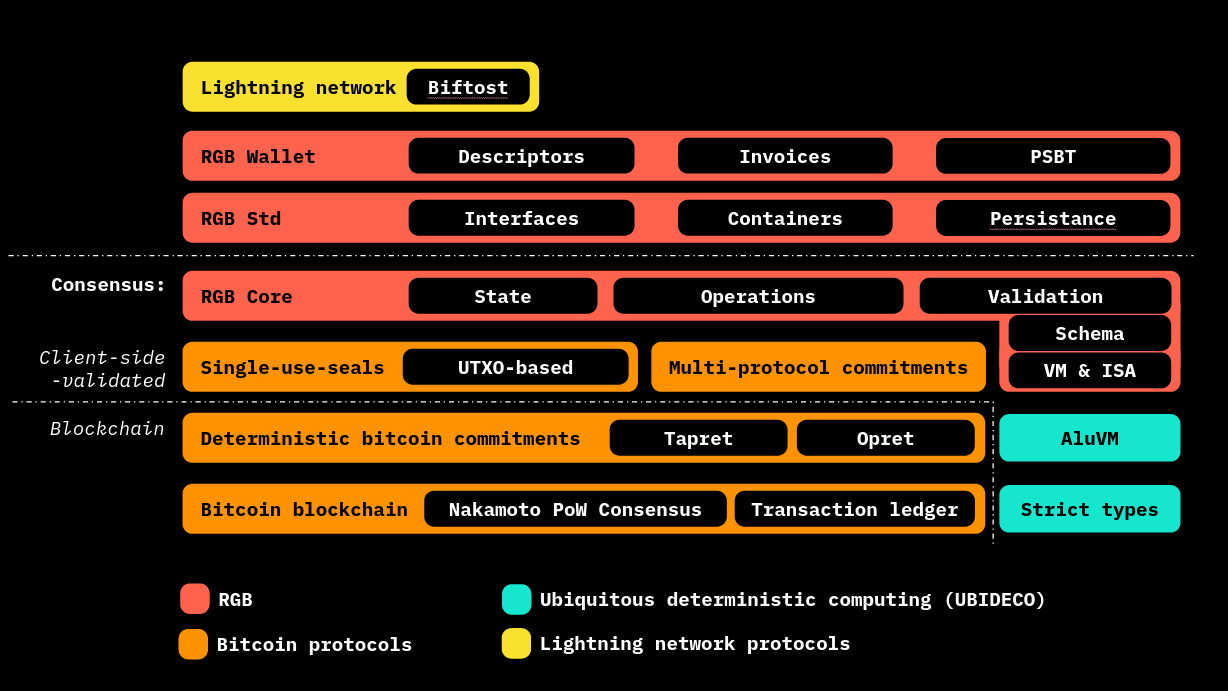 Lightning network Biftost
RGB Wallet Descriptors Invoices PSBT
RGB Std Interfaces Containers Persistance
Consensus:
RGB Core State Operations Validation
Schema
Client-side
-validated
Single-use-seals UTXO-based Multi-protocol commitments VM & ISA
Blockchain
Deterministic bitcoin commitments Tapret Opret AluVM
Bitcoin blockchain Nakamoto PoW Consensus Transaction ledger Strict types
RGB
Ubiquitous deterministic computing (UBIDECO)
Bitcoin protocols
Lightning network protocols